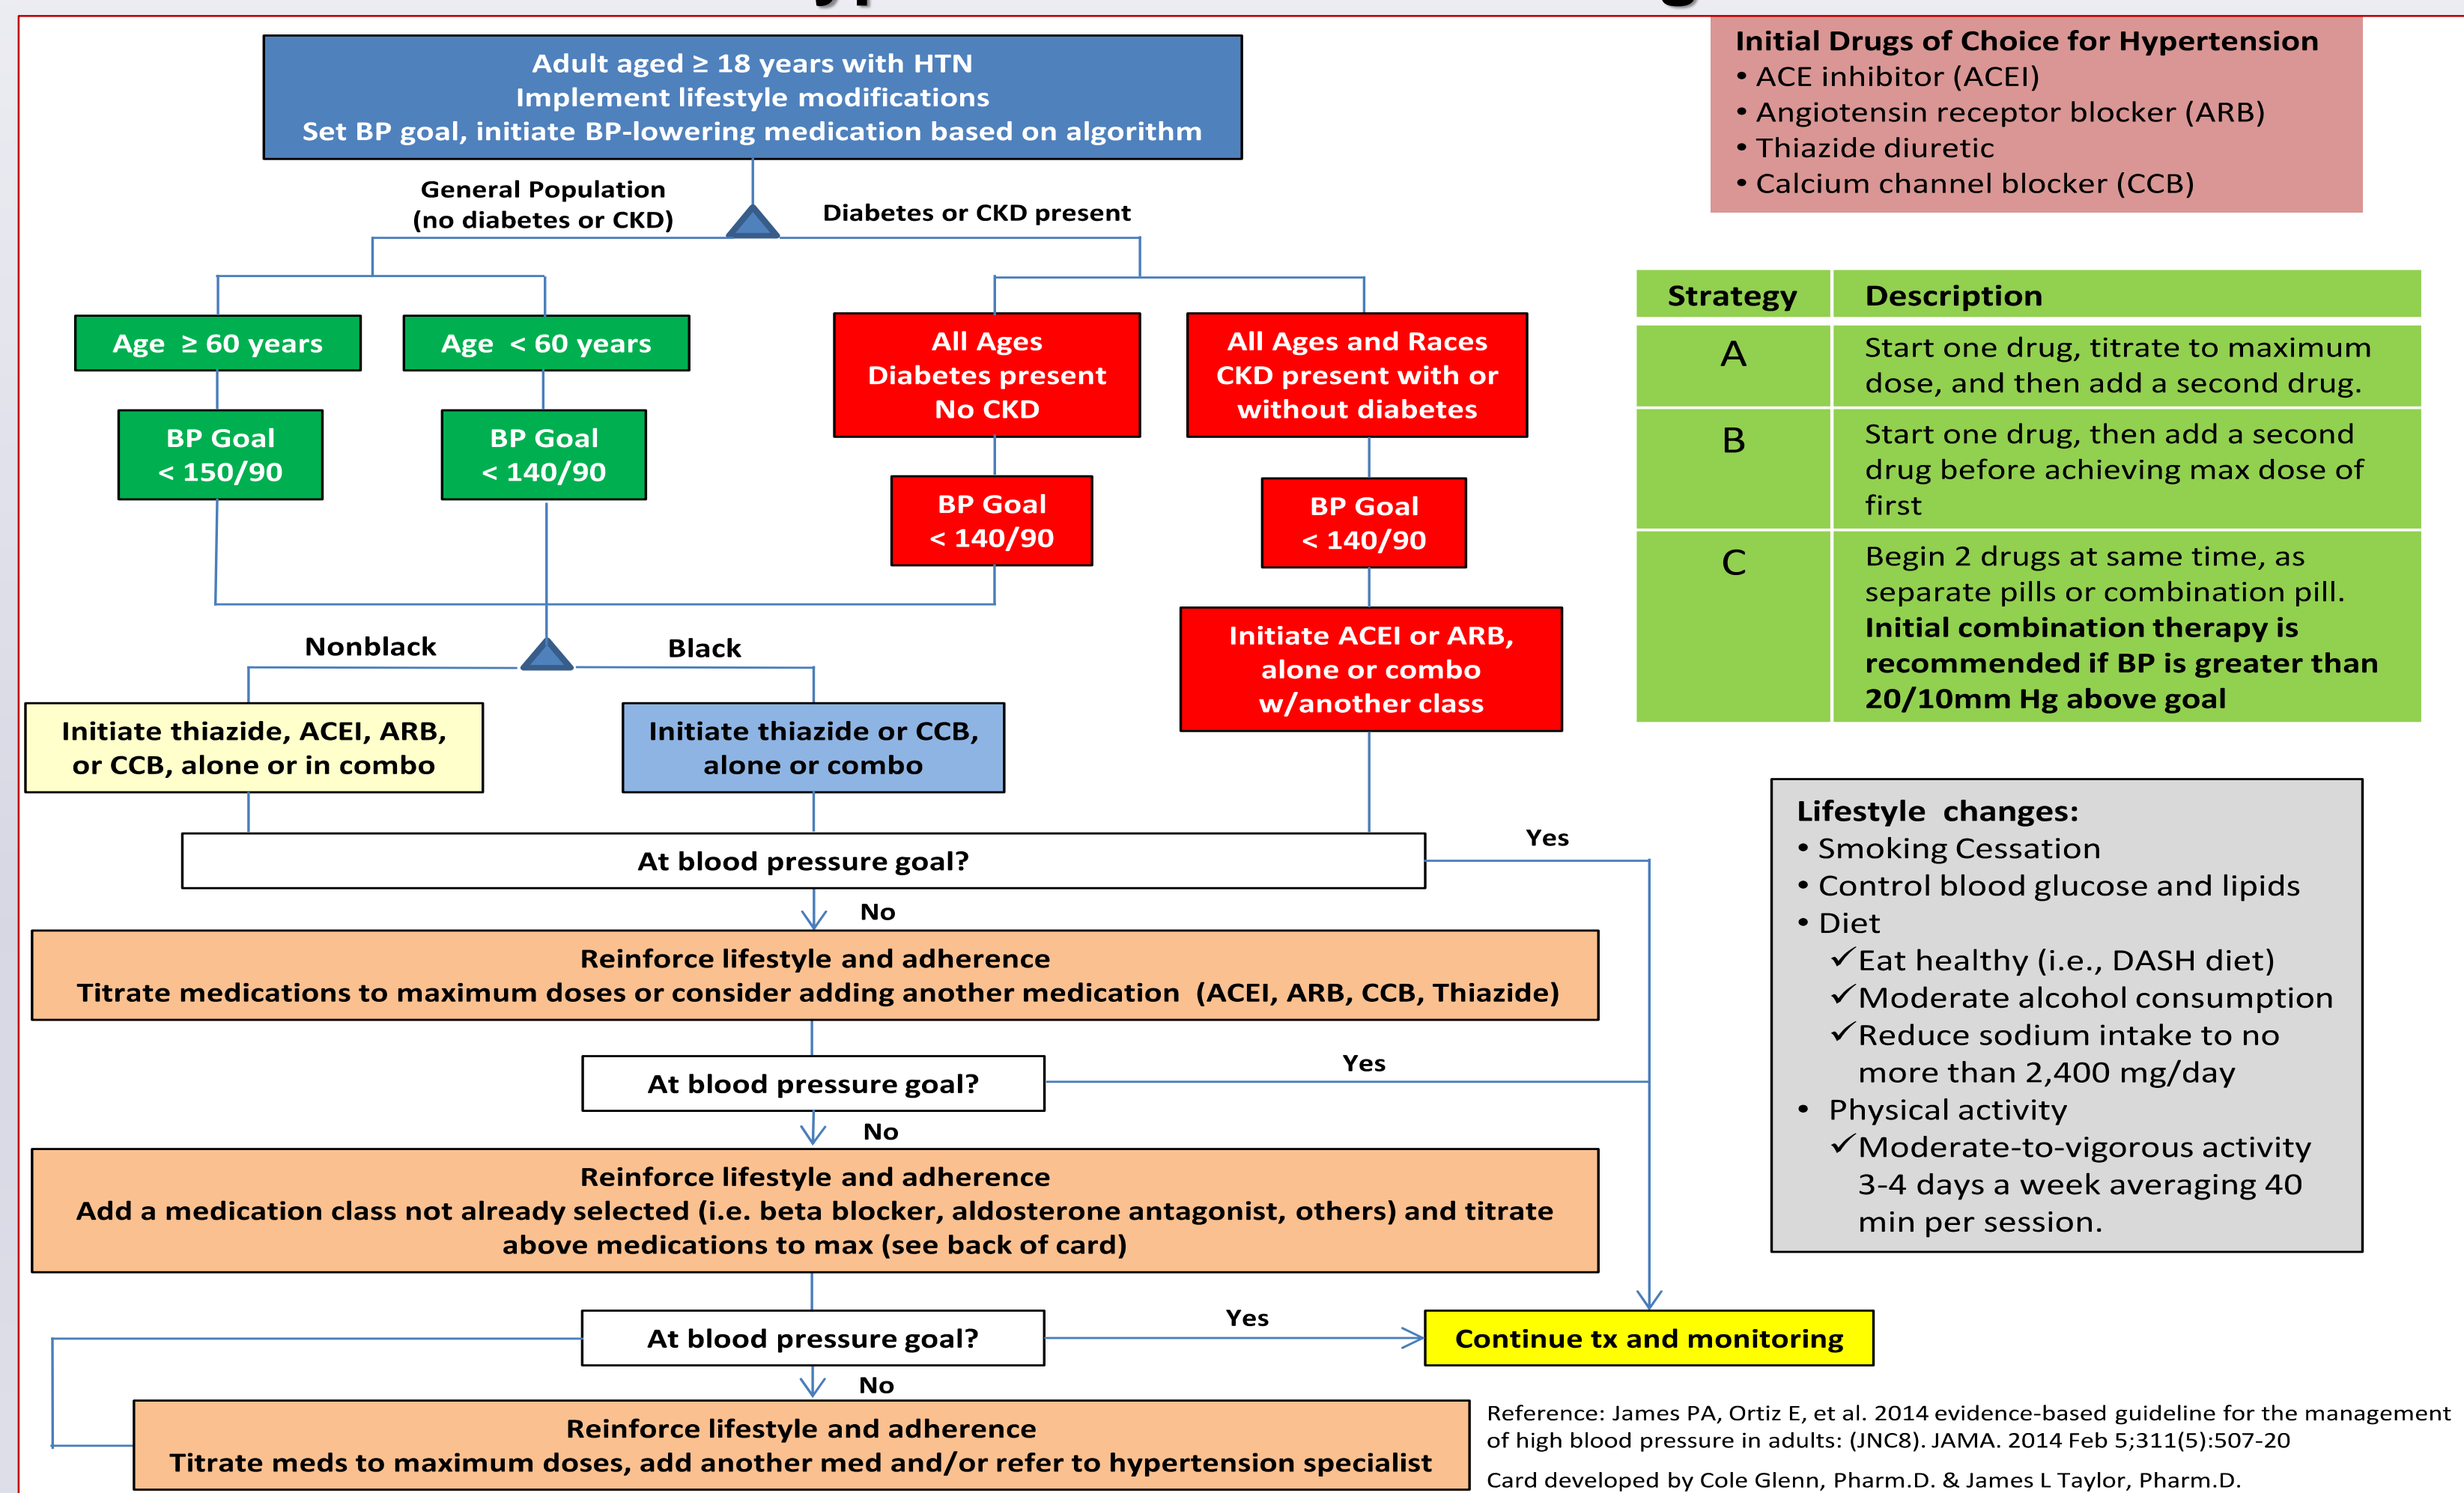 Adult aged ≥ 18 years with HTN
Implement lifestyle modifications
Set BP goal, initiate BP-lowering medication based on algorithm
General Population
(no diabetes or CKD)
Diabetes or CKD present
Age ≥ 60 years
Age < 60 years
All Ages
Diabetes present
No CKD
All Ages and Races
CKD present with or
without diabetes
BP Goal
< 150/90
BP Goal
< 140/90
BP Goal
< 140/90
BP Goal
< 140/90
Nonblack
Black
Initiate thiazide, ACEI, ARB,
or CCB, alone or in combo
Initiate thiazide or CCB,
alone or combo
Initiate ACEI or ARB,
alone or combo
w/another class
At blood pressure goal?
Yes
No
Reinforce lifestyle and adherence
Titrate medications to maximum doses or consider adding another medication (ACEI, ARB, CCB, Thiazide)
At blood pressure goal?
Yes
No
Reinforce lifestyle and adherence
Add a medication class not already selected (i.e. beta blocker, aldosterone antagonist, others) and titrate
above medications to max (see back of card)
At blood pressure goal?
Yes
Continue tx and monitoring
No
Reinforce lifestyle and adherence
Titrate meds to maximum doses, add another med and/or refer to hypertension specialist
Initial Drugs of Choice for Hypertension
• ACE inhibitor (ACEI)
• Angiotensin receptor blocker (ARB)
• Thiazide diuretic
• Calcium channel blocker (CCB)
Strategy Description
A Start one drug, titrate to maximum
dose, and then add a second drug.
B Start one drug, then add a second
drug before achieving max dose of
first
C Begin 2 drugs at same time, as
separate pills or combination pill.
Initial combination therapy is
recommended if BP is greater than
20/10mm Hg above goal
Lifestyle changes:
• Smoking Cessation
• Control blood glucose and lipids
• Diet
✓Eat healthy (i.e., DASH diet)
✓Moderate alcohol consumption
✓Reduce sodium intake to no
more than 2,400 mg/day
• Physical activity
✓Moderate-to-vigorous activity
3-4 days a week averaging 40
min per session.
Reference: James PA, Ortiz E, et al. 2014 evidence-based guideline for the management
of high blood pressure in adults: (JNC8). JAMA. 2014 Feb 5;311(5):507-20
Card developed by Cole Glenn, Pharm.D. & James L Taylor, Pharm.D.